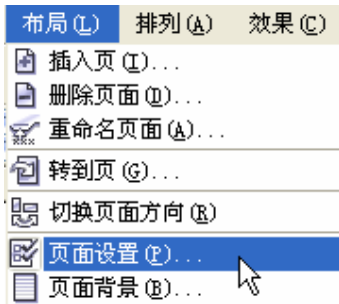 布局(L) 排列(A) 效果(C)
插入页(I)...
删除页面(D)...
重命名页面(A)...
转到页(G)...
切换页面方向(R)
页面设置(P)...
页面背景(B)...